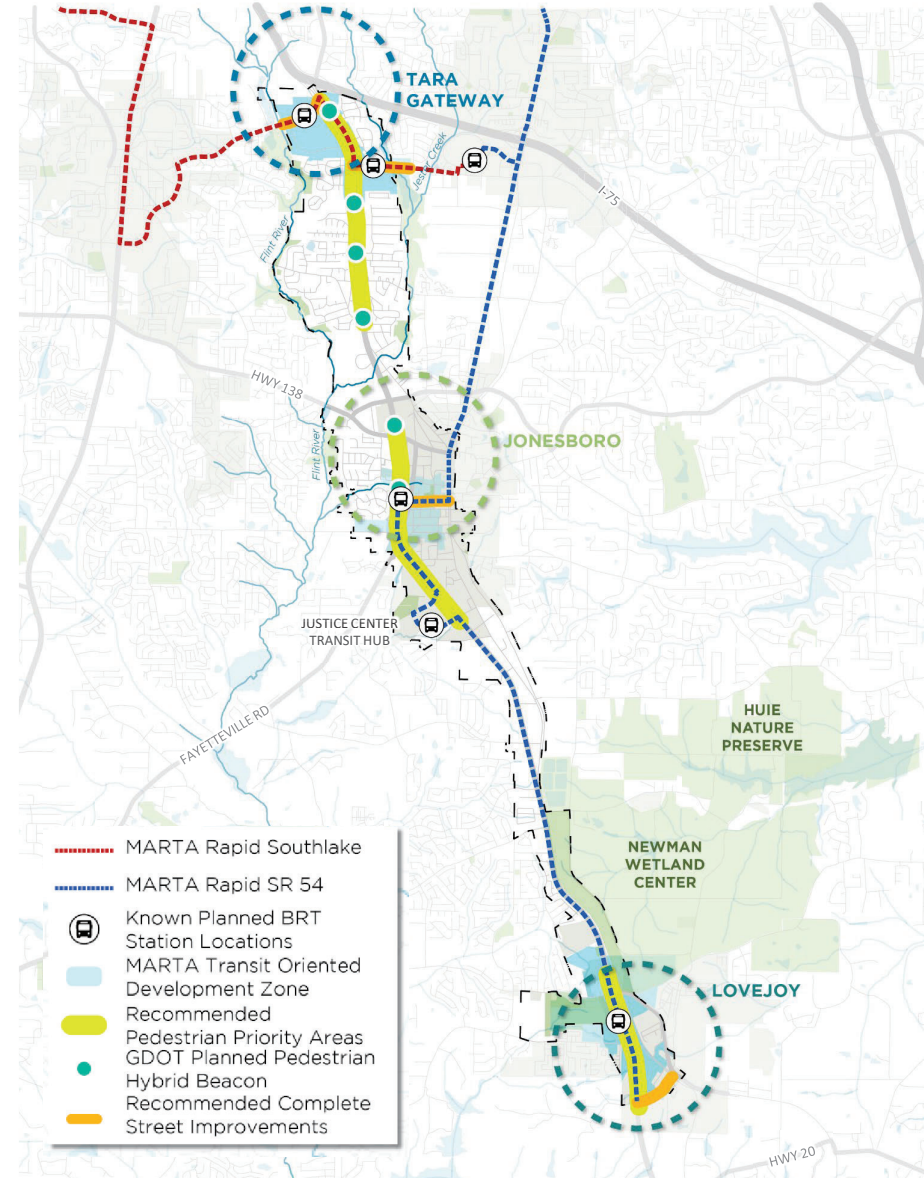 TARA
GATEWAY
Jester Creek
I-75
Flint River
HWY 138
JONESBORO
Flint River
JUSTICE CENTER
TRANSIT HUB
FAYETTEVILLE RD
HUIE
NATURE
PRESERVE
NEWMAN
WETLAND
CENTER
LOVEJOY
HWY 20
MARTA Rapid Southlake
MARTA Rapid SR 54
Known Planned BRT
Station Locations
MARTA Transit Oriented
Development Zone
Recommended
Pedestrian Priority Areas
GDOT Planned Pedestrian
Hybrid Beacon
Recommended Complete
Street Improvements